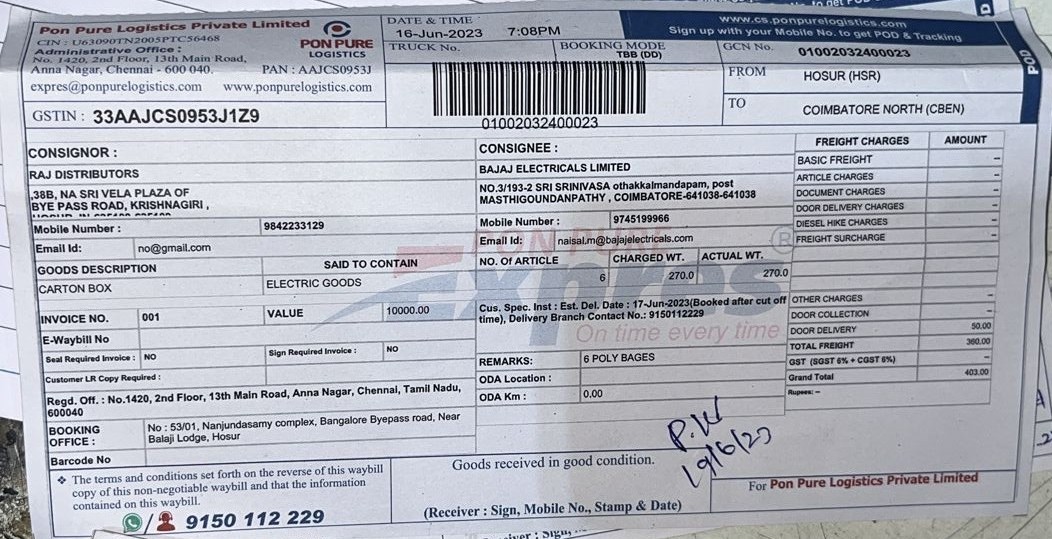 Pon Pure Logistics Private Limited
CIN : U63090TN2005PTC56468
Administrative Office :
No. 1420, 2nd Floor, 13th Main Road,
Anna Nagar, Chennai - 600 040.
PAN : AAJCS0953J
expres@ponpurelogistics.com www.ponpurelogistics.com
GSTIN : 33AAJCS0953J1Z9
PON PURE
LOGISTICS
DATE & TIME
16-Jun-2023 7:08PM
TRUCK No.
BOOKING MODE
TBB (DD)
01002032400023
www.cs.ponpurelogistics.com
Sign up with your Mobile No. to get POD & Tracking
GCN No. 01002032400023
FROM HOSUR (HSR)
TO COIMBATORE NORTH (CBEN)
POD
CONSIGNOR :
RAJ DISTRIBUTORS
,38B, NA SRI VELA PLAZA OF
BYE PASS ROAD, KRISHNAGIRI ,
Mobile Number : 9842233129
Email Id: no@gmail.com
GOODS DESCRIPTION SAID TO CONTAIN
CARTON BOX ELECTRIC GOODS
INVOICE NO. 001 VALUE 10000.00
E-Waybill No
Seal Required Invoice : NO Sign Required Invoice : NO
Customer LR Copy Required :
Regd. Off. : No.1420, 2nd Floor, 13th Main Road, Anna Nagar, Chennai, Tamil Nadu,
600040
BOOKING OFFICE : No : 53/01, Nanjundasamy complex, Bangalore Byepass road, Near
Balaji Lodge, Hosur
Barcode No
CONSIGNEE :
BAJAJ ELECTRICALS LIMITED
NO.3/193-2 SRI SRINIVASA othakkalmandapam, post
MASTHIGOUNDANPATHY , COIMBATORE-641038-641038
Mobile Number : 9745199966
Email Id: naisal.m@bajajelectricals.com
NO. OF ARTICLE CHARGED WT. ACTUAL WT.
6 270.0 270.0
Cus. Spec. Inst : Est. Del. Date : 17-Jun-2023(Booked after cut off
time), Delivery Branch Contact No.: 9150112229
REMARKS: 6 POLY BAGES
ODA Location :
ODA Km : 0.00
PON PURE
Expres
®
On time every time
FREIGHT CHARGES AMOUNT
BASIC FREIGHT –
ARTICLE CHARGES –
DOCUMENT CHARGES –
DOOR DELIVERY CHARGES –
DIESEL HIKE CHARGES –
FREIGHT SURCHARGE –
OTHER CHARGES –
DOOR COLLECTION –
DOOR DELIVERY 50.00
TOTAL FREIGHT 360.00
GST (SGST 6% + CGST 6%) –
Grand Total 403.00
Rupees: –
❖ The terms and conditions set forth on the reverse of this waybill
copy of this non-negotiable waybill and that the information
contained on this waybill.
/ 9150 112 229
Goods received in good condition.
(Receiver : Sign, Mobile No., Stamp & Date)
19/6/23
For Pon Pure Logistics Private Limited